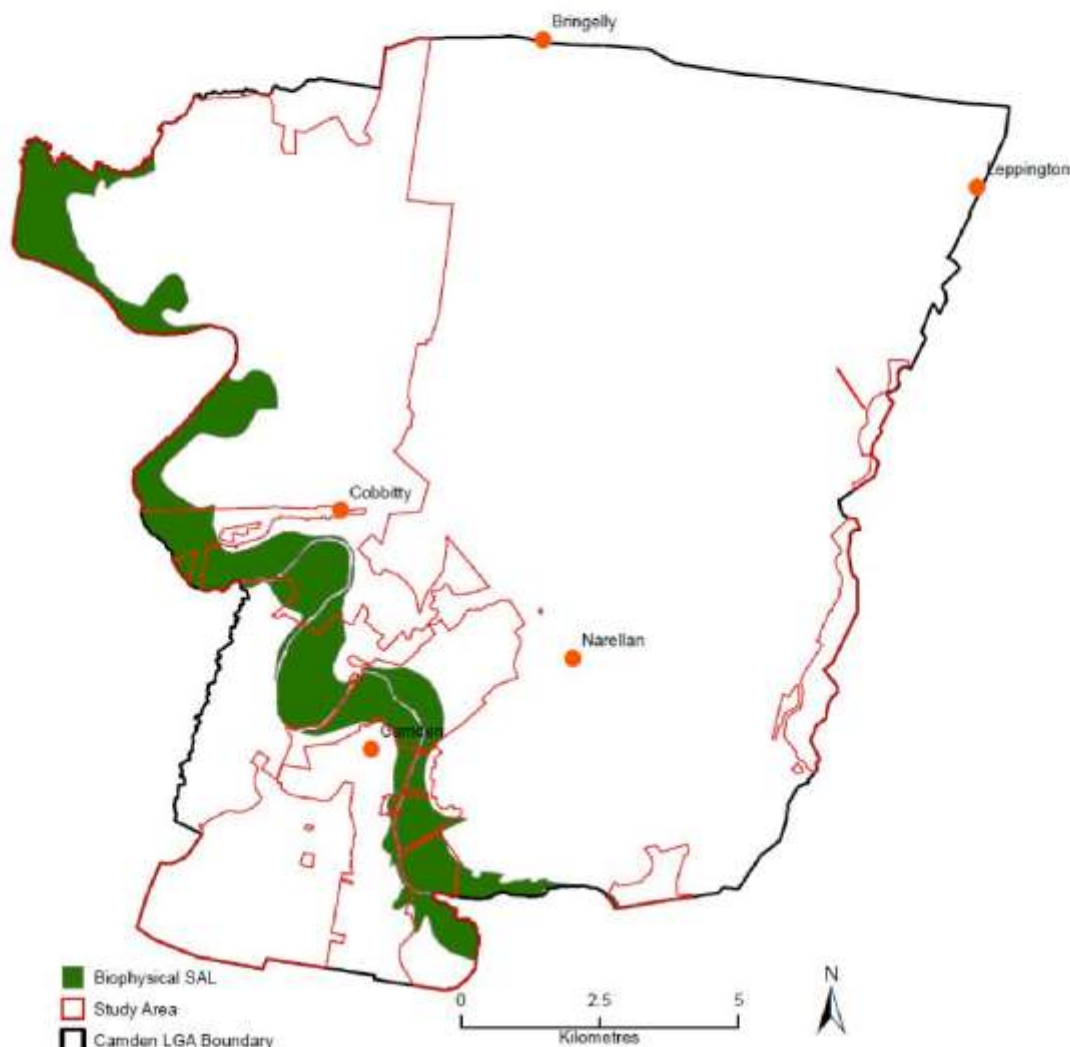 Bringelly
Leppington
Cobbitty
Narellan
Camden
Biophysical SAL
Study Area
Camden LGA Boundary
0 2.5 5
Kilometres
N